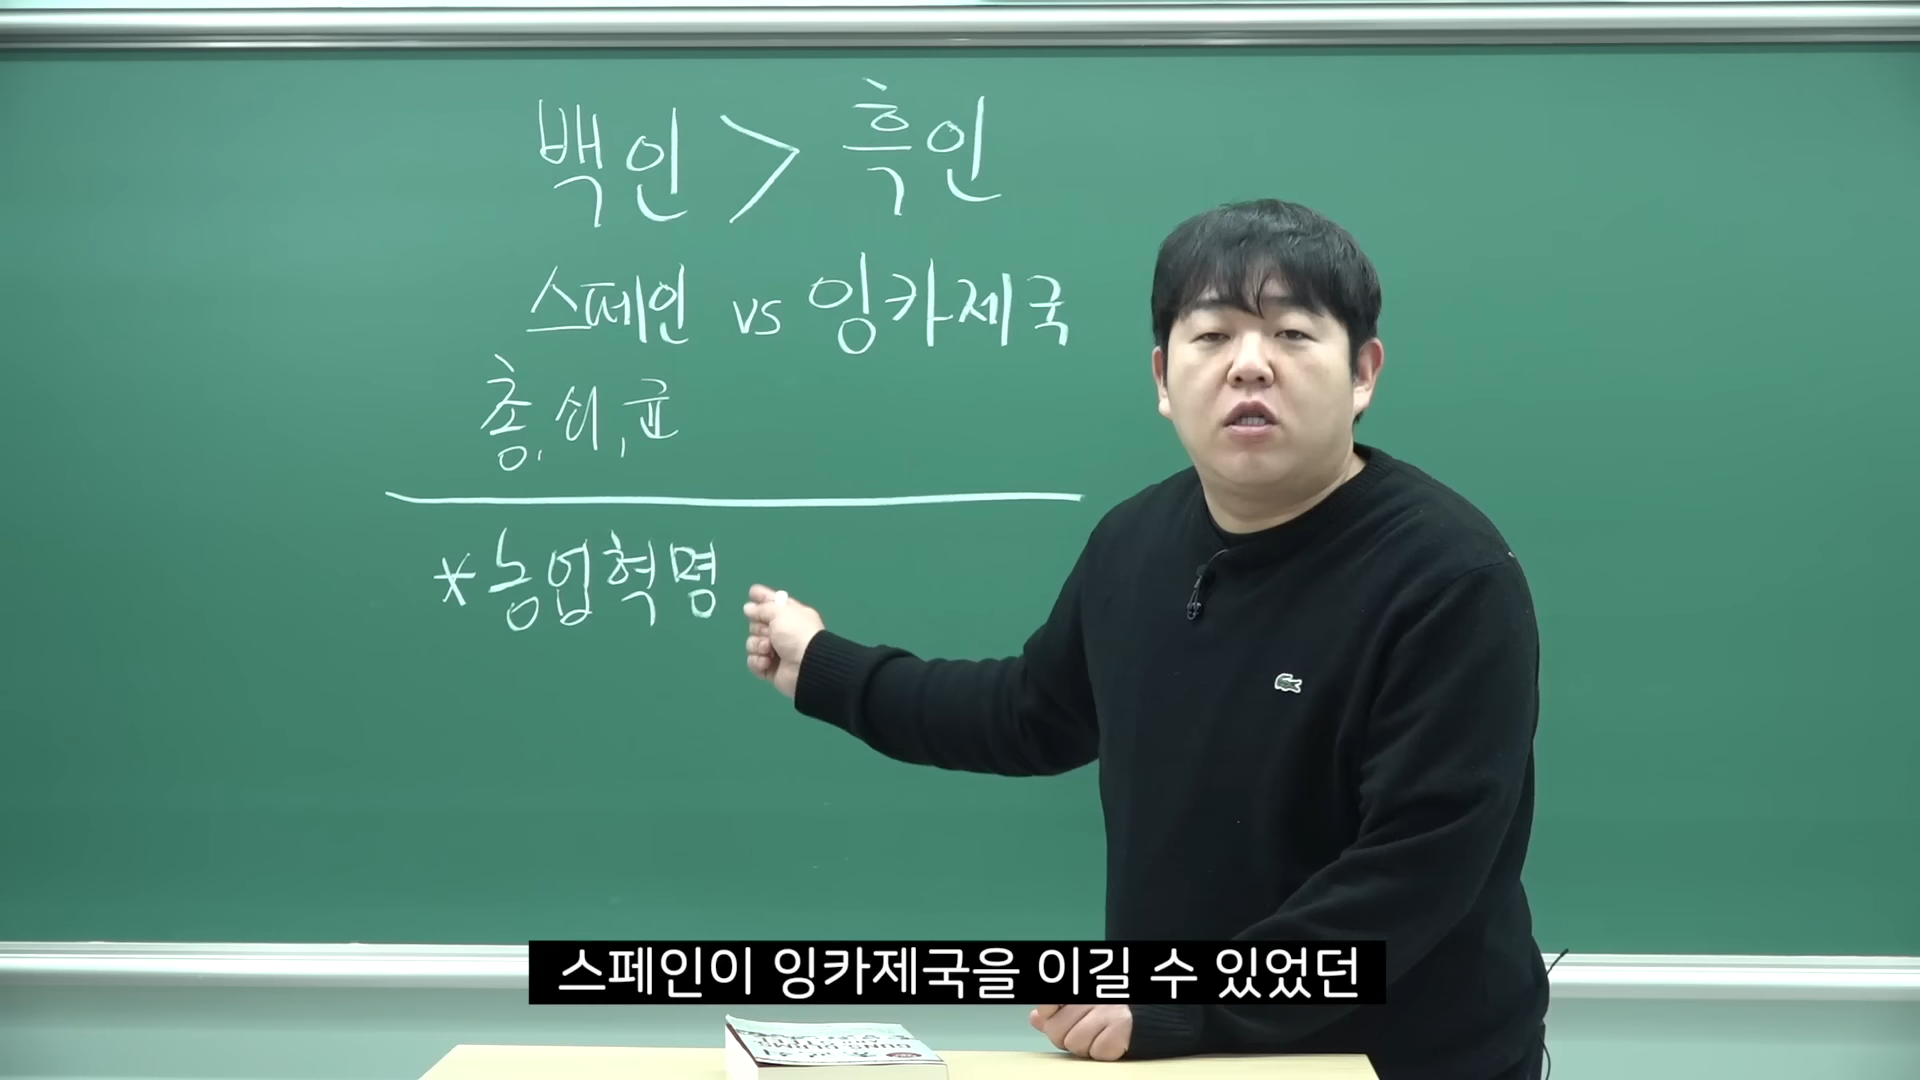 백인 > 흑인
스페인 vs 잉카제국
총, 쇠, 균
* 농업혁명
스페인이 잉카제국을 이길 수 있었던